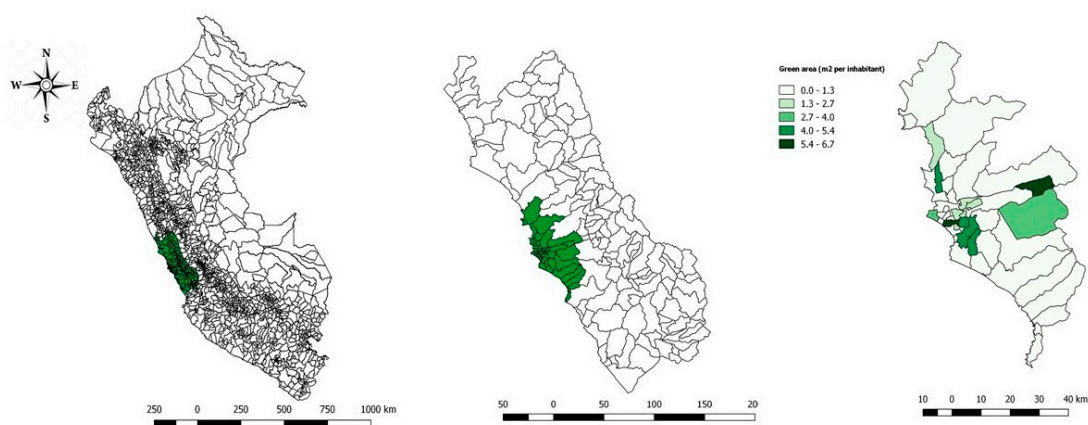 N
W E
S
Green area (m2 per inhabitant)
0.0 - 1.3
1.3 - 2.7
2.7 - 4.0
4.0 - 5.4
5.4 - 6.7
250 0 250 500 750 1000 km
50 0 50 100 150 20
10 0 10 20 30 40 km